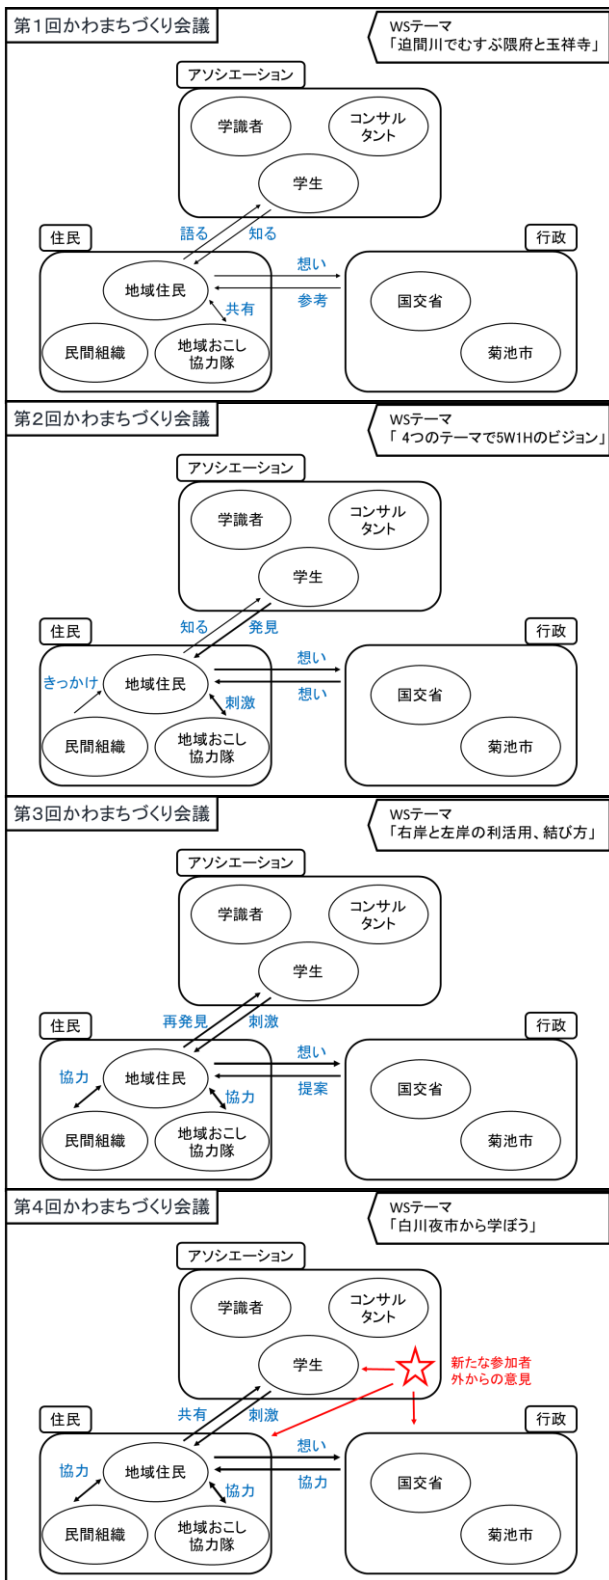 第1回かわまちづくり会議
WSテーマ
「迫間川でむすぶ隈府と玉祥寺」
アソシエーション
学識者
コンサル
タント
学生
住民
語る
知る
行政
地域住民
想い
参考
国交省
共有
民間組織
地域おこし
協力隊
菊池市
第2回かわまちづくり会議
WSテーマ
「 4つのテーマで5W1Hのビジョン」
アソシエーション
学識者
コンサル
タント
学生
住民
知る
発見
行政
きっかけ
地域住民
想い
想い
国交省
刺激
民間組織
地域おこし
協力隊
菊池市
第3回かわまちづくり会議
WSテーマ
「右岸と左岸の利活用、結び方」
アソシエーション
学識者
コンサル
タント
学生
住民
再発見
刺激
行政
協力
地域住民
想い
提案
国交省
協力
民間組織
地域おこし
協力隊
菊池市
第4回かわまちづくり会議
WSテーマ
「白川夜市から学ぼう」
アソシエーション
学識者
コンサル
タント
学生
新たな参加者
外からの意見
住民
共有
刺激
行政
協力
地域住民
想い
協力
国交省
協力
民間組織
地域おこし
協力隊
菊池市